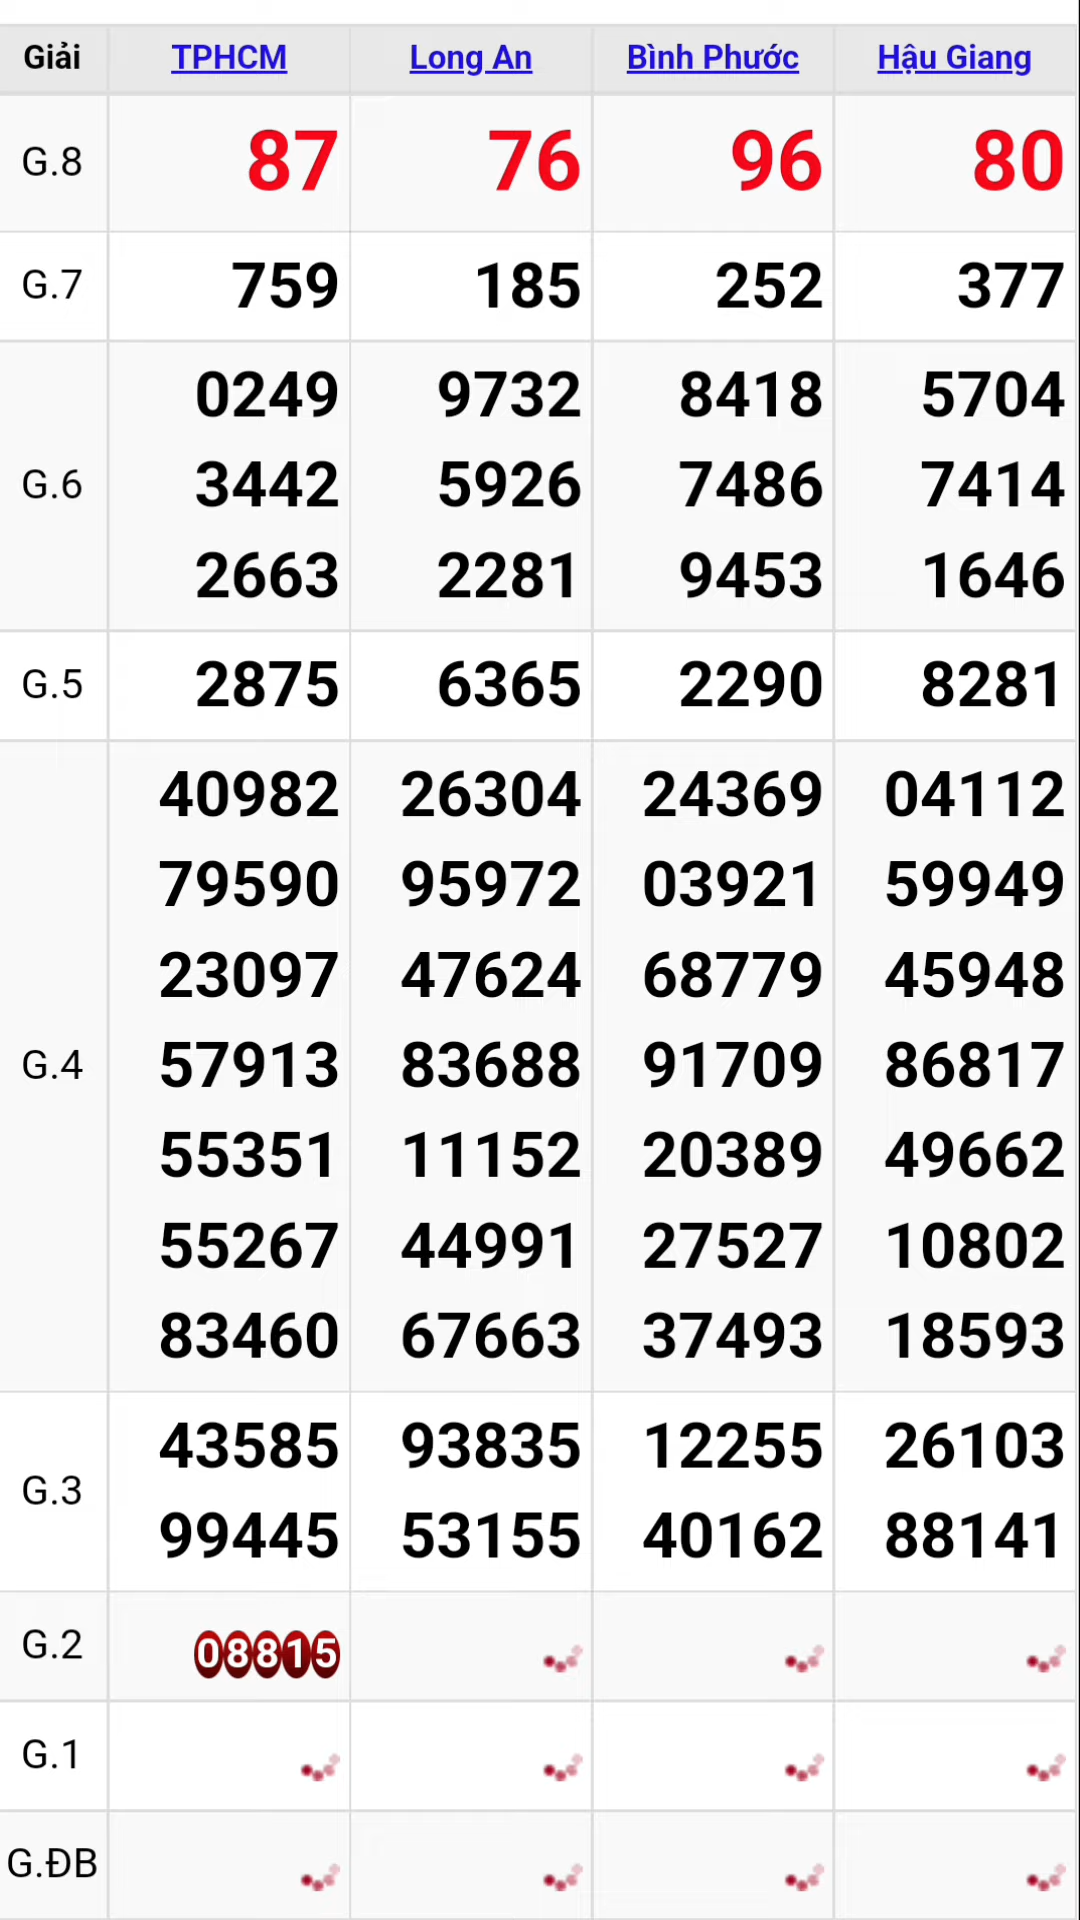 Giải TPHCM Long An Bình Phước Hậu Giang
G.8 87 76 96 80
G.7 759 185 252 377
0249 9732 8418 5704
G.6 3442 5926 7486 7414
2663 2281 9453 1646
G.5 2875 6365 2290 8281
40982 26304 24369 04112
79590 95972 03921 59949
23097 47624 68779 45948
G.4 57913 83688 91709 86817
55351 11152 20389 49662
55267 44991 27527 10802
83460 67663 37493 18593
43585 93835 12255 26103
G.3
99445 53155 40162 88141
G.2 08815
G.1
G.ĐB